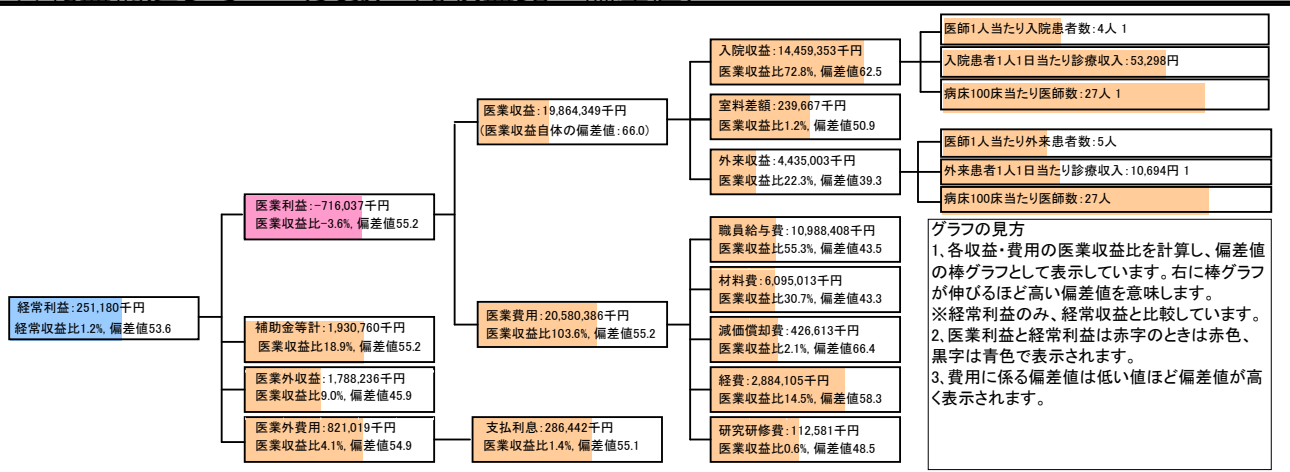 経常利益:251,180千円
経常収益比1.2%, 偏差値53.6
医業利益:-716,037千円
医業収益比-3.6%, 偏差値55.2
補助金等計:1,930,760千円
医業収益比18.9%, 偏差値55.2
医業外収益:1,788,236千円
医業収益比9.0%, 偏差値45.9
医業外費用:821,019千円
医業収益比4.1%, 偏差値54.9
医業収益:19,864,349千円
(医業収益自体の偏差値:66.0)
医業費用:20,580,386千円
医業収益比103.6%, 偏差値55.2
支払利息:286,442千円
医業収益比1.4%, 偏差値55.1
入院収益:14,459,353千円
医業収益比72.8%, 偏差値62.5
室料差額:239,667千円
医業収益比1.2%, 偏差値50.9
外来収益:4,435,003千円
医業収益比22.3%, 偏差値39.3
職員給与費:10,988,408千円
医業収益比55.3%, 偏差値43.5
材料費:6,095,013千円
医業収益比30.7%, 偏差値43.3
減価償却費:426,613千円
医業収益比2.1%, 偏差値66.4
経費:2,884,105千円
医業収益比14.5%, 偏差値58.3
研究研修費:112,581千円
医業収益比0.6%, 偏差値48.5
医師1人当たり入院患者数:4人 1
入院患者1人1日当たり診療収入:53,298円
病床100床当たり医師数:27人 1
医師1人当たり外来患者数:5人
外来患者1人1日当たり診療収入:10,694円 1
病床100床当たり医師数:27人
グラフの見方
1、各収益・費用の医業収益比を計算し、偏差値
の棒グラフとして表示しています。右に棒グラフ
が伸びるほど高い偏差値を意味します。
※経常利益のみ、経常収益と比較しています。
2、医業利益と経常利益は赤字のときは赤色、
黒字は青色で表示されます。
3、費用に係る偏差値は低い値ほど偏差値が高
く表示されます。